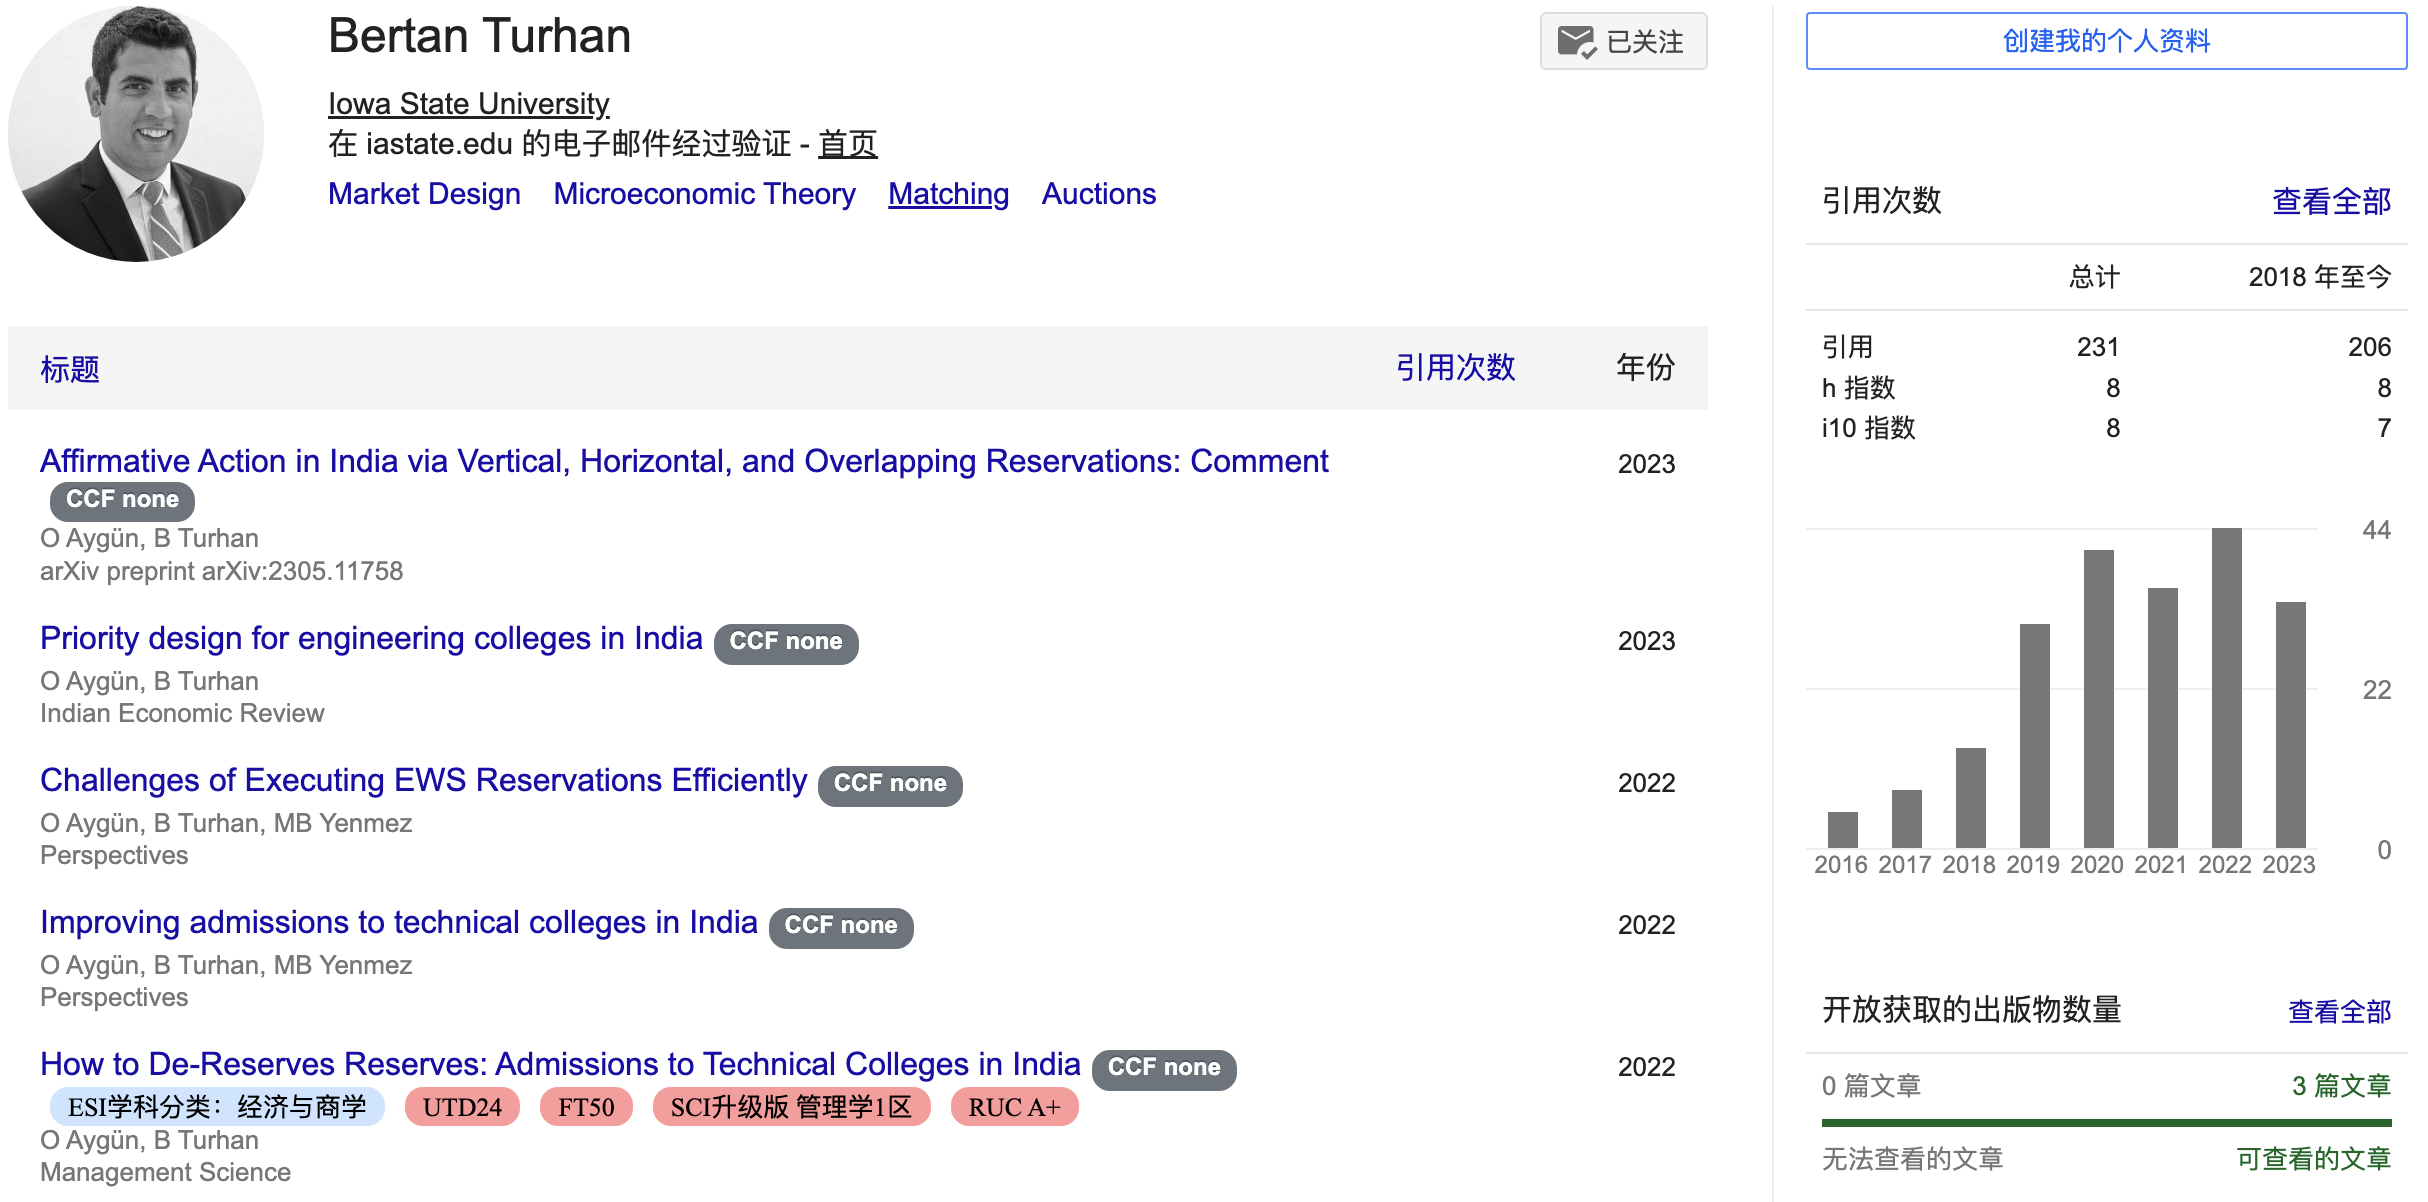 Bertan Turhan
已关注
Iowa State University
在 iastate.edu 的电子邮件经过验证 - 首页
Market Design Microeconomic Theory Matching Auctions
标题 引用次数 年份
Affirmative Action in India via Vertical, Horizontal, and Overlapping Reservations: Comment 2023
CCF none
O Aygün, B Turhan
arXiv preprint arXiv:2305.11758
Priority design for engineering colleges in India CCF none 2023
O Aygün, B Turhan
Indian Economic Review
Challenges of Executing EWS Reservations Efficiently CCF none 2022
O Aygün, B Turhan, MB Yenmez
Perspectives
Improving admissions to technical colleges in India CCF none 2022
O Aygün, B Turhan, MB Yenmez
Perspectives
How to De-Reserves Reserves: Admissions to Technical Colleges in India CCF none 2022
ESI学科分类：经济与商学 UTD24 FT50 SCI升级版 管理学1区 RUC A+
O Aygün, B Turhan
Management Science
创建我的个人资料
引用次数 查看全部
总计 2018 年至今
引用 231 206
h 指数 8 8
i10 指数 8 7
44
22
0
2016 2017 2018 2019 2020 2021 2022 2023
开放获取的出版物数量 查看全部
0 篇文章 3 篇文章
无法查看的文章 可查看的文章